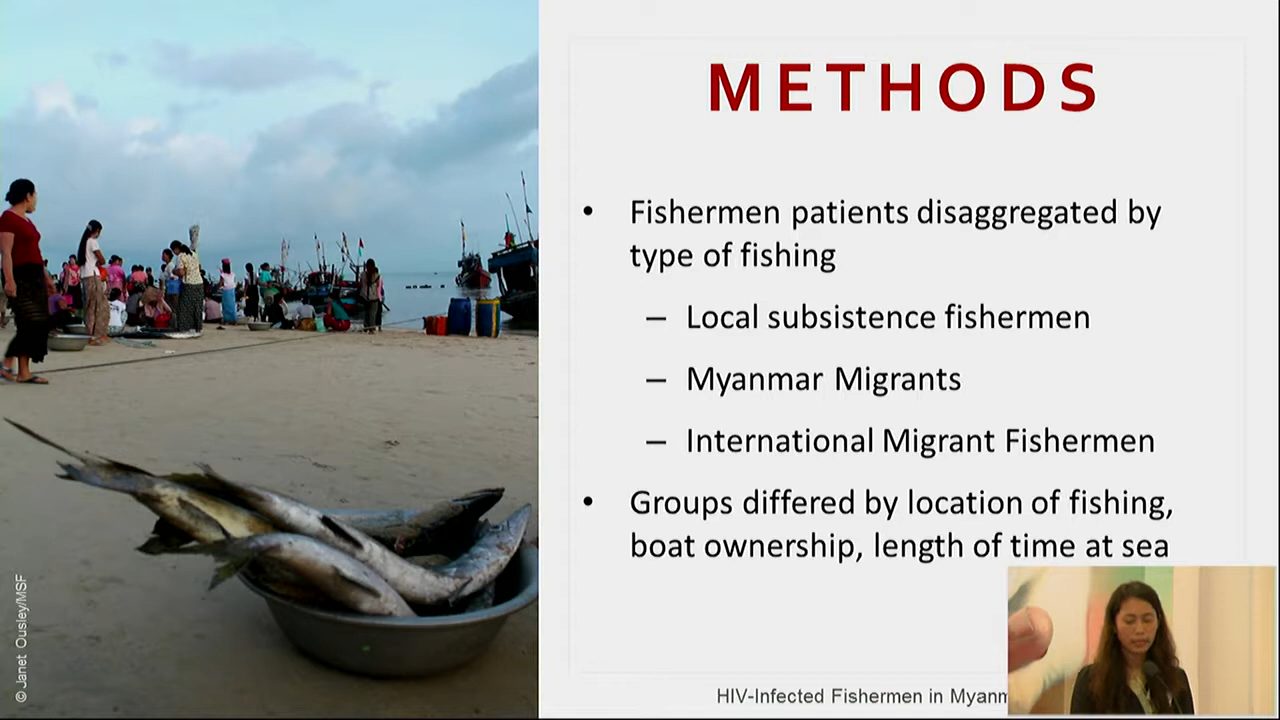 METHODS
• Fishermen patients disaggregated by
type of fishing
– Local subsistence fishermen
– Myanmar Migrants
– International Migrant Fishermen
• Groups differed by location of fishing,
boat ownership, length of time at sea
© Janet Ousley/MSF
HIV-Infected Fishermen in